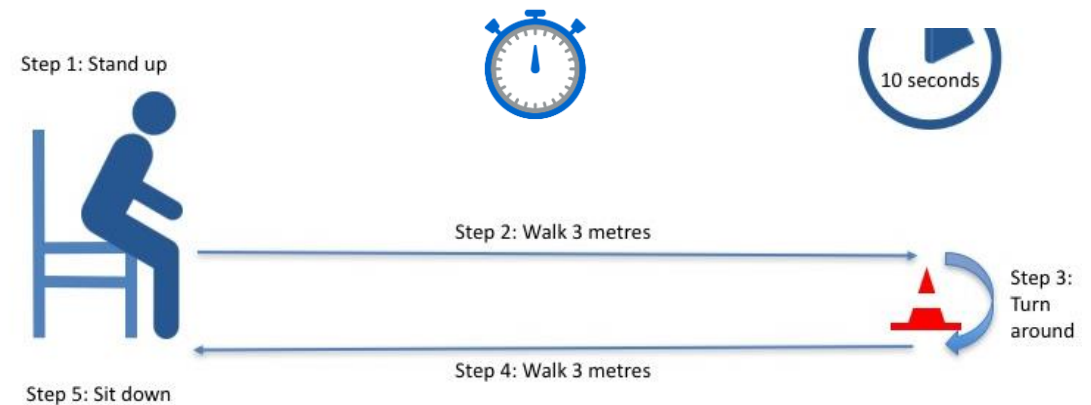 Step 1: Stand up
10 seconds
Step 2: Walk 3 metres
Step 3:
Turn
around
Step 4: Walk 3 metres
Step 5: Sit down